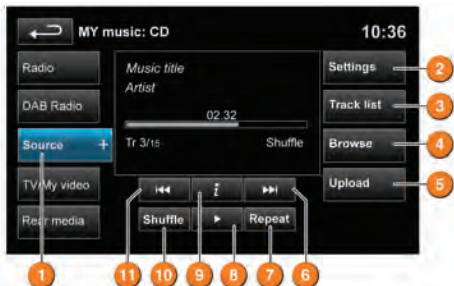 MY music: CD 10:36
Radio
DAB Radio
Source +
TV/My video
Rear media
Music title
Artist
02.32
Tr 3/15 Shuffle
Settings
Track list
Browse
Upload
i
Shuffle
Repeat
2
3
4
5
1
11
10
9
8
7
6